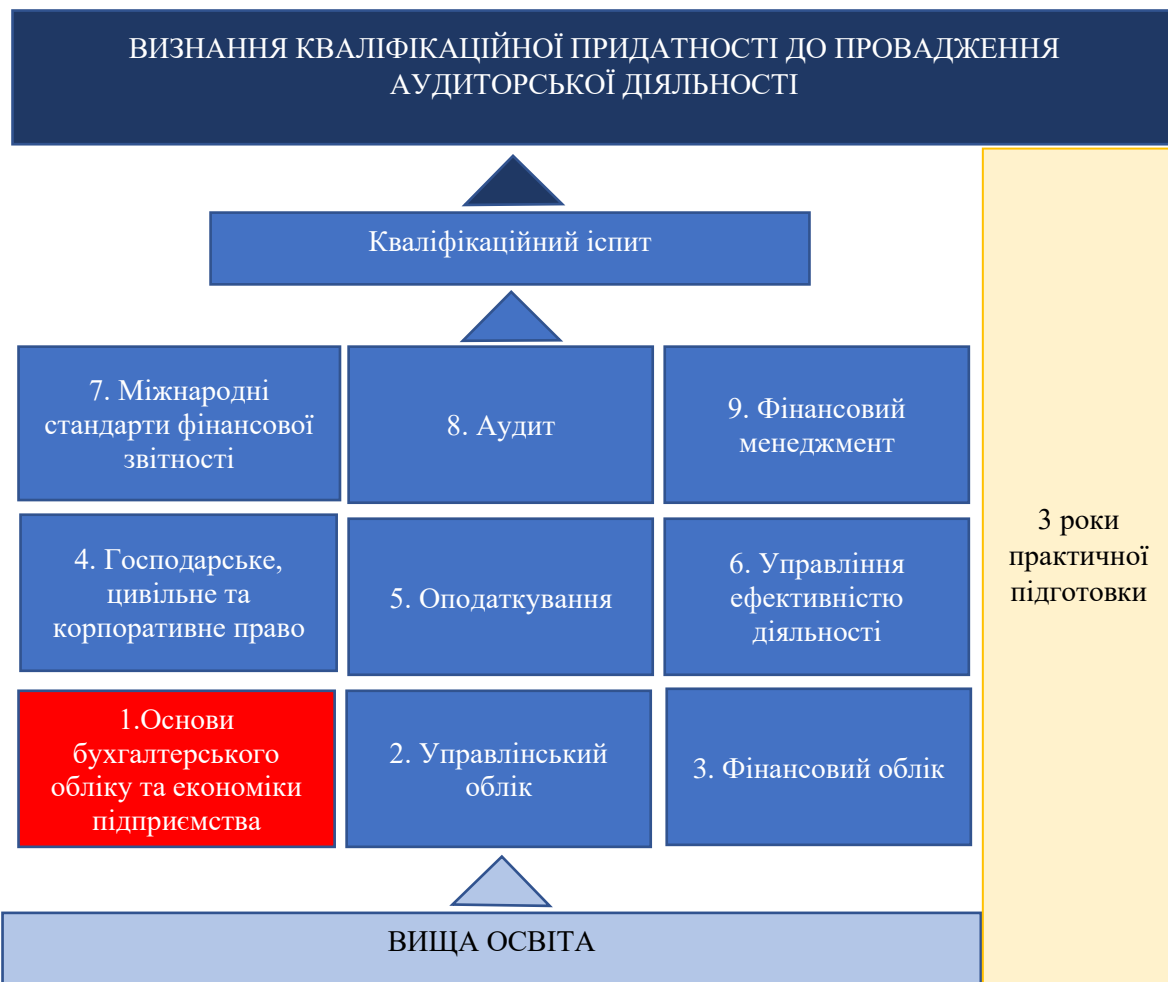 ВИЗНАННЯ КВАЛІФІКАЦІЙНОЇ ПРИДАТНОСТІ ДО ПРОВАДЖЕННЯ
АУДИТОРСЬКОЇ ДІЯЛЬНОСТІ
Кваліфікаційний іспит
7. Міжнародні
стандарти фінансової
звітності
8. Аудит
9. Фінансовий
менеджмент
4. Господарське,
цивільне та
корпоративне право
5. Оподаткування
6. Управління
ефективністю
діяльності
1.Основи
бухгалтерського
обліку та економіки
підприємства
2. Управлінський
облік
3. Фінансовий облік
3 роки
практичної
підготовки
ВИЩА ОСВІТА